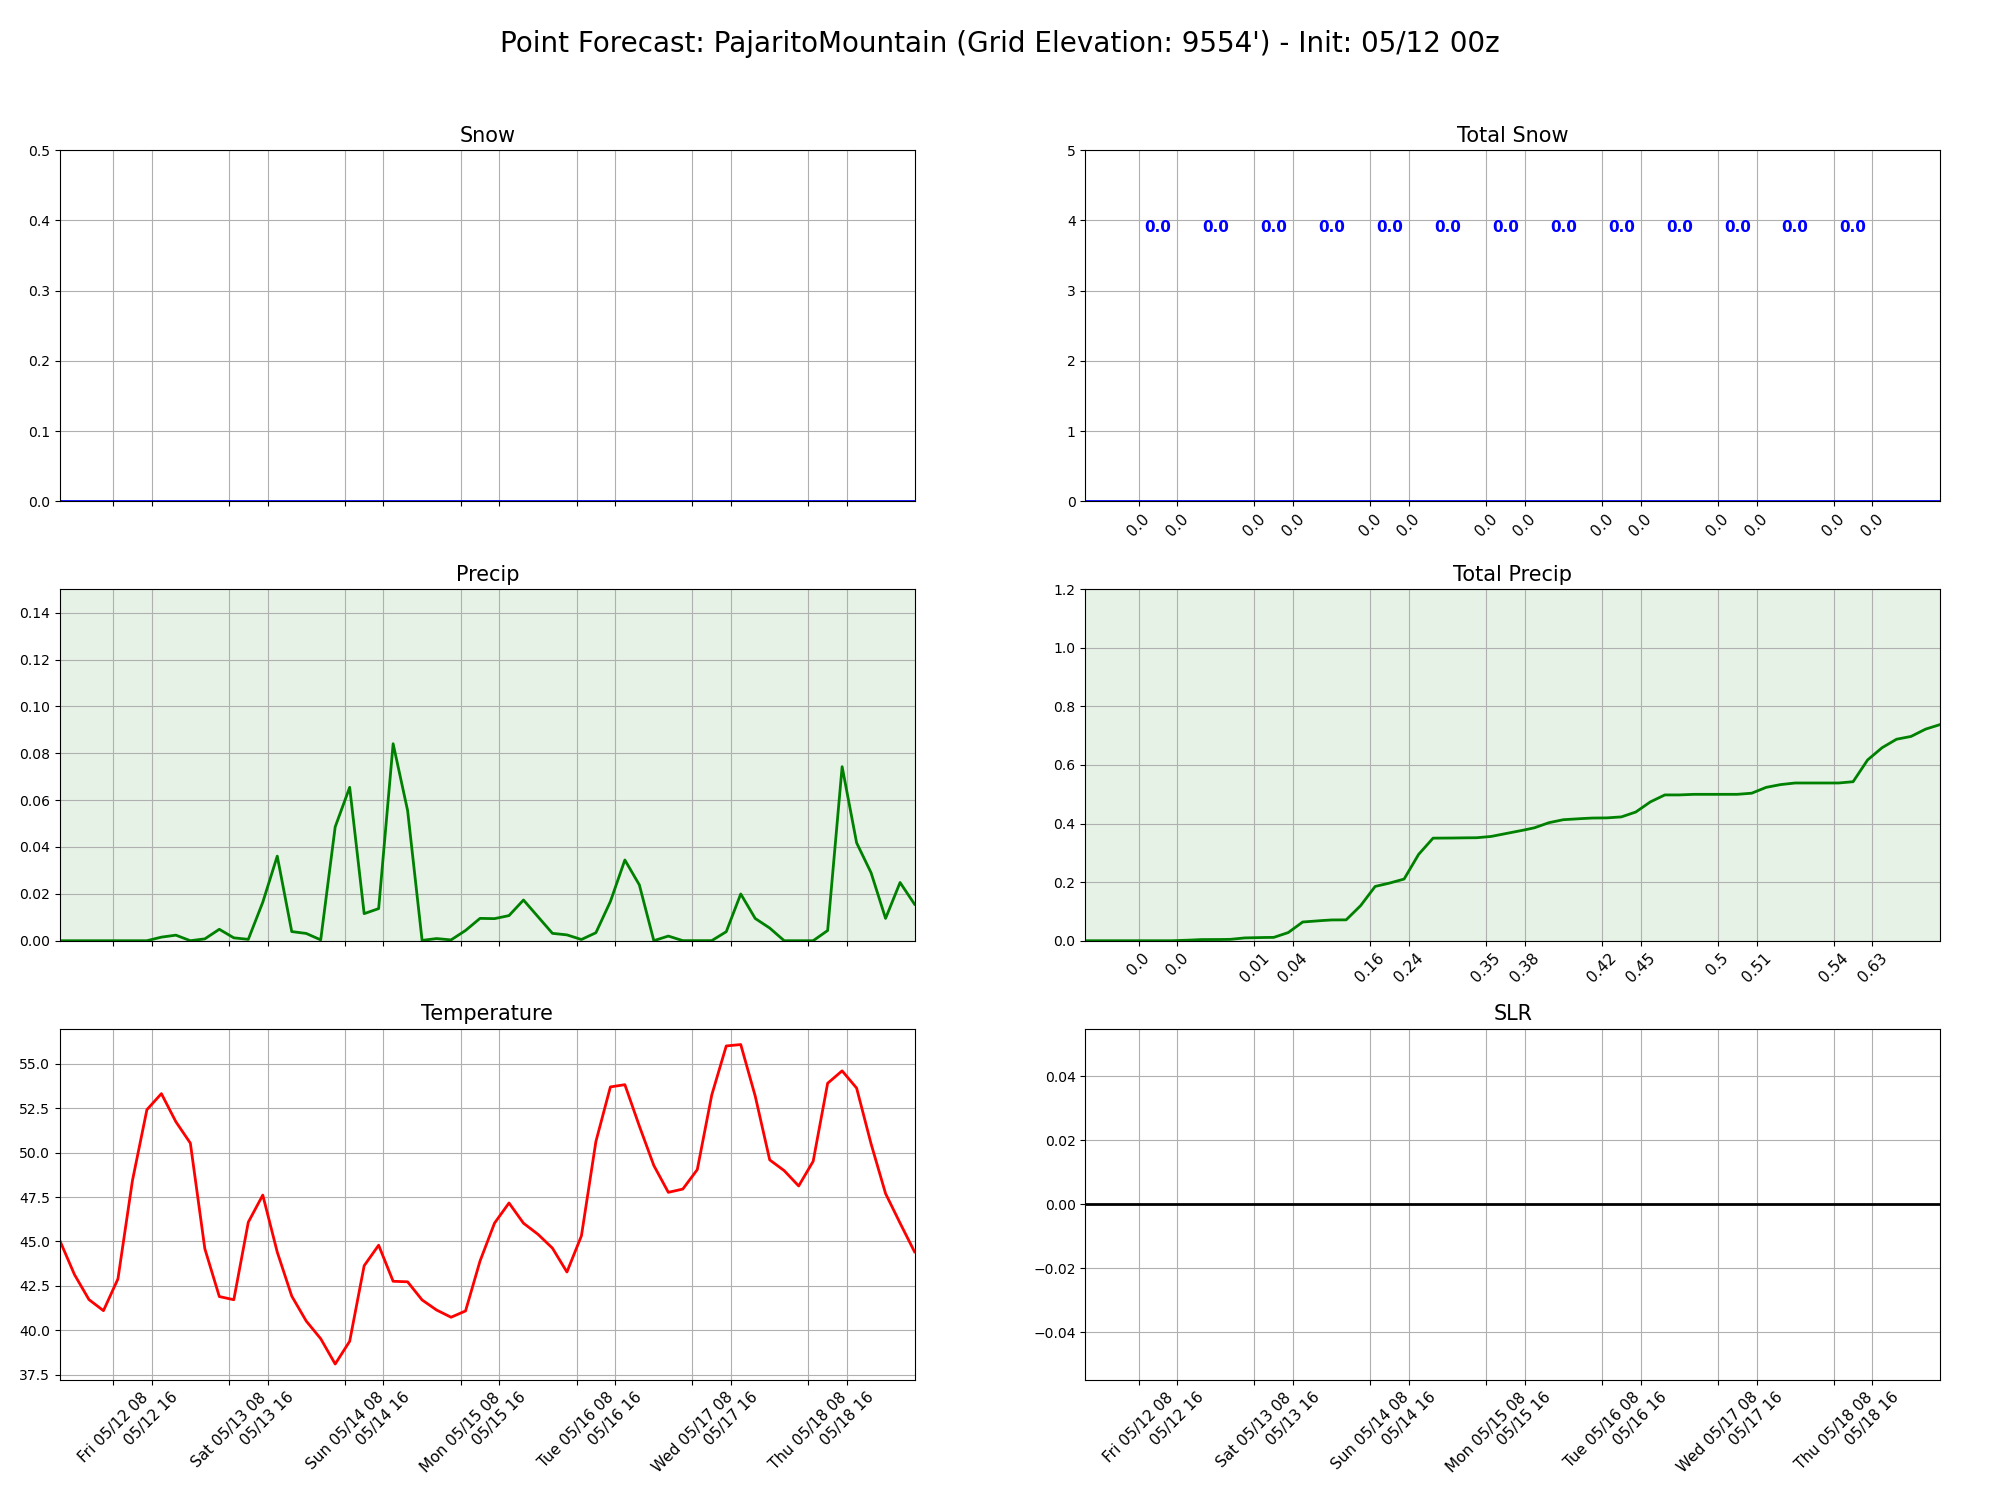 Point Forecast: PajaritoMountain (Grid Elevation: 9554') - Init: 05/12 00z
Snow
0.5
0.4
0.3
0.2
0.1
0.0
Total Snow
5
4
3
2
1
0
0.0 0.0 0.0 0.0 0.0 0.0 0.0 0.0 0.0 0.0 0.0 0.0 0.0
0.0 0.0 0.0 0.0 0.0 0.0 0.0 0.0 0.0 0.0 0.0 0.0 0.0 0.0
Precip
0.14
0.12
0.10
0.08
0.06
0.04
0.02
0.00
Total Precip
1.2
1.0
0.8
0.6
0.4
0.2
0.0
0.0 0.0 0.01 0.04 0.16 0.24 0.35 0.38 0.42 0.45 0.5 0.51 0.54 0.63
Temperature
55.0
52.5
50.0
47.5
45.0
42.5
40.0
37.5
Fri 05/12 08
05/12 16
Sat 05/13 08
05/13 16
Sun 05/14 08
05/14 16
Mon 05/15 08
05/15 16
Tue 05/16 08
05/16 16
Wed 05/17 08
05/17 16
Thu 05/18 08
05/18 16
SLR
0.04
0.02
0.00
−0.02
−0.04
Fri 05/12 08
05/12 16
Sat 05/13 08
05/13 16
Sun 05/14 08
05/14 16
Mon 05/15 08
05/15 16
Tue 05/16 08
05/16 16
Wed 05/17 08
05/17 16
Thu 05/18 08
05/18 16